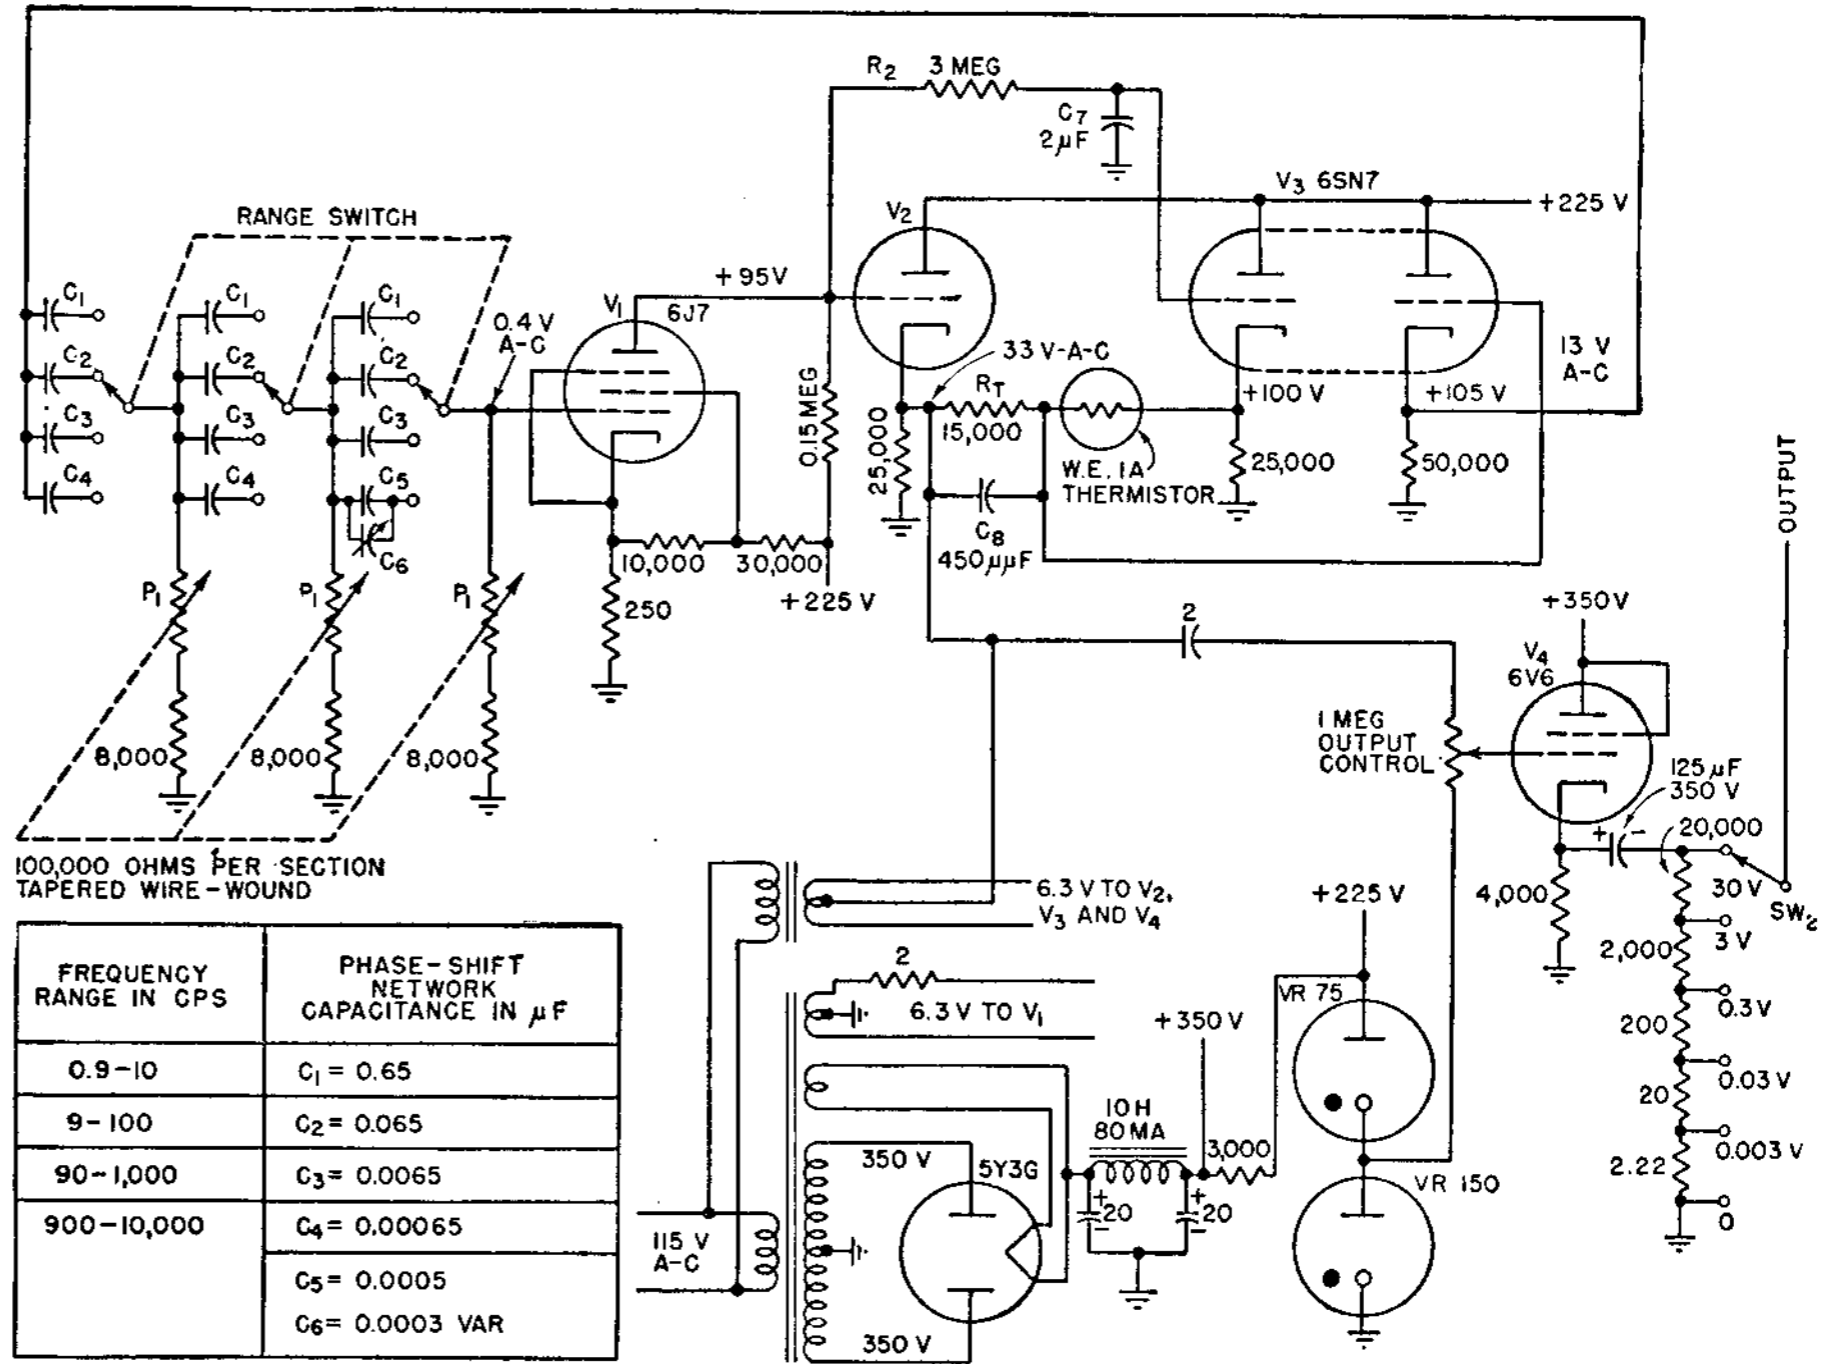 R2 3 MEG
C7
2μF
V3 6SN7
+225 V
RANGE SWITCH
V2
+95V
V1
6J7
0.4 V
A-C
C1
C1
C1
C2
C2
C2
C3
C3
C3
C4
C4
C5
C6
33 V-A-C
RT
15,000
+100 V
+105 V
13 V
A-C
0.15 MEG
25,000
W.E. 1A
THERMISTOR
25,000
50,000
C8
450μμF
10,000
30,000
+225 V
250
P1
P1
P1
8,000
8,000
8,000
100,000 OHMS PER SECTION
TAPERED WIRE-WOUND
2
+350V
V4
6V6
OUTPUT
1 MEG
OUTPUT
CONTROL
125 μF
350 V
+ -
20,000
4,000
30 V
SW2
3 V
2,000
0.3V
200
0.03 V
20
0.003 V
2.22
0
6.3 V TO V2,
V3 AND V4
2
6.3 V TO V1
+225 V
VR 75
+350 V
10H
80MA
3,000
350 V
5Y3G
+
20
-
+
20
-
VR 150
115 V
A-C
350 V
FREQUENCY
RANGE IN CPS
PHASE-SHIFT
NETWORK
CAPACITANCE IN μF
0.9-10
C1 = 0.65
9-100
C2 = 0.065
90-1,000
C3 = 0.0065
900-10,000
C4 = 0.00065
C5 = 0.0005
C6 = 0.0003 VAR